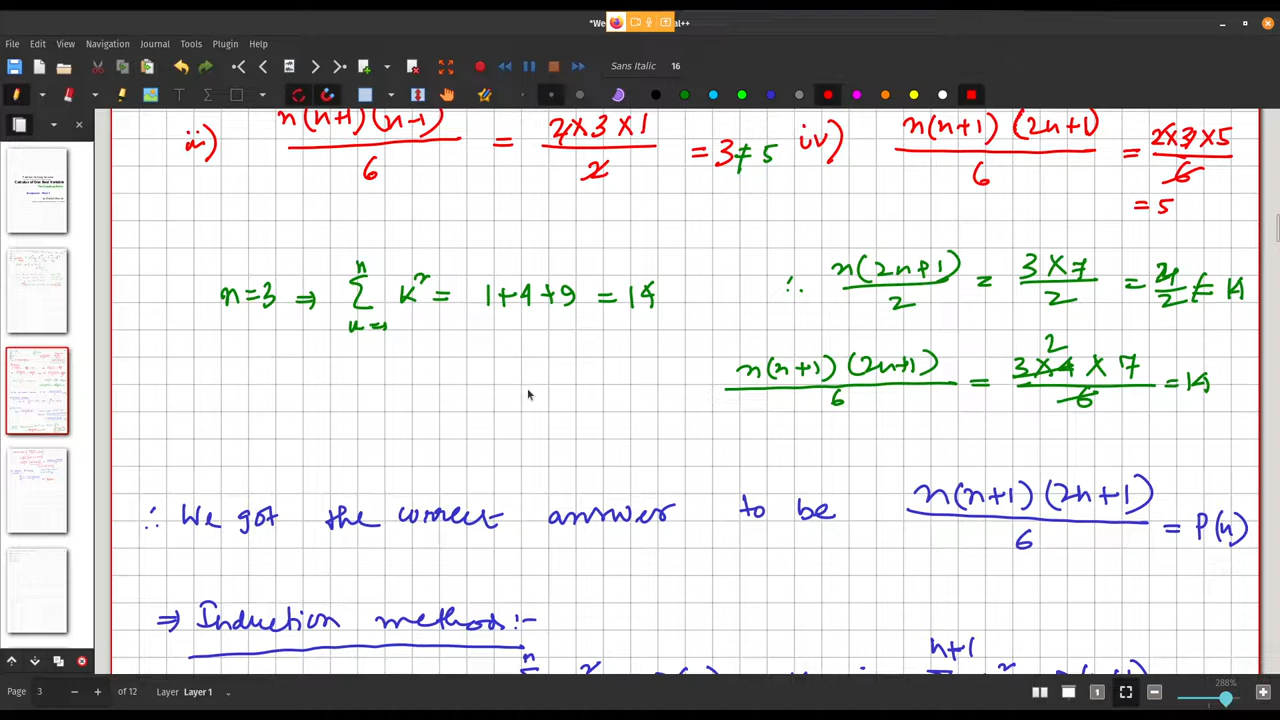 *We
al++
File Edit View Navigation Journal Tools Plugin Help
Sans Italic 16
iii) n(n+1)(n-1)/6 = 2×3×1/2 = 3 ≠ 5 iv) n(n+1)(2n+1)/6 = 2×3×5/6
= 5
n=3 ⇒ ∑ k² = 1+4+9 = 14 ∴ n(2n+1)/2 = 3×7/2 = 21/2 ≠ 14
n(n+1)(2n+1)/6 = 3×4×7/6 = 14
2
∴ We got the correct answer to be n(n+1)(2n+1)/6 = P(n)
⇒ Induction method:-
n
n+1
Page 3 of 12 Layer Layer 1
288%